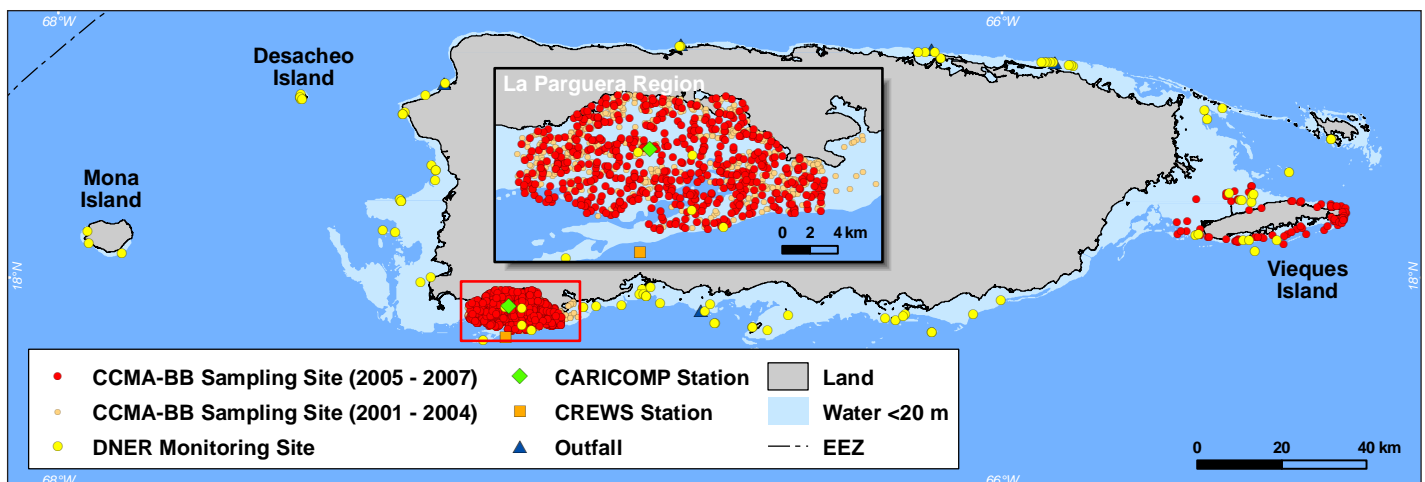 68°W
66°W
Desacheo
Island
La Parguera Region
Mona
Island
0 2 4 km
18°N
18°N
Vieques
Island
CCMA-BB Sampling Site (2005 - 2007)
CARICOMP Station
Land
CCMA-BB Sampling Site (2001 - 2004)
CREWS Station
Water <20 m
DNER Monitoring Site
Outfall
EEZ
0 20 40 km
68°W
66°W